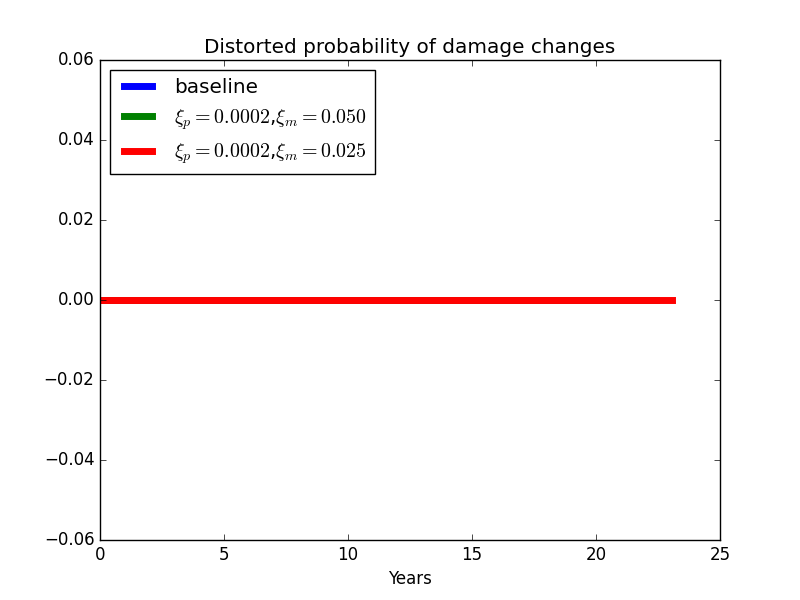 Distorted probability of damage changes
baseline
ξₚ = 0.0002,ξₘ = 0.050
ξₚ = 0.0002,ξₘ = 0.025
0.06
0.04
0.02
0.00
−0.02
−0.04
−0.06
0 5 10 15 20 25
Years